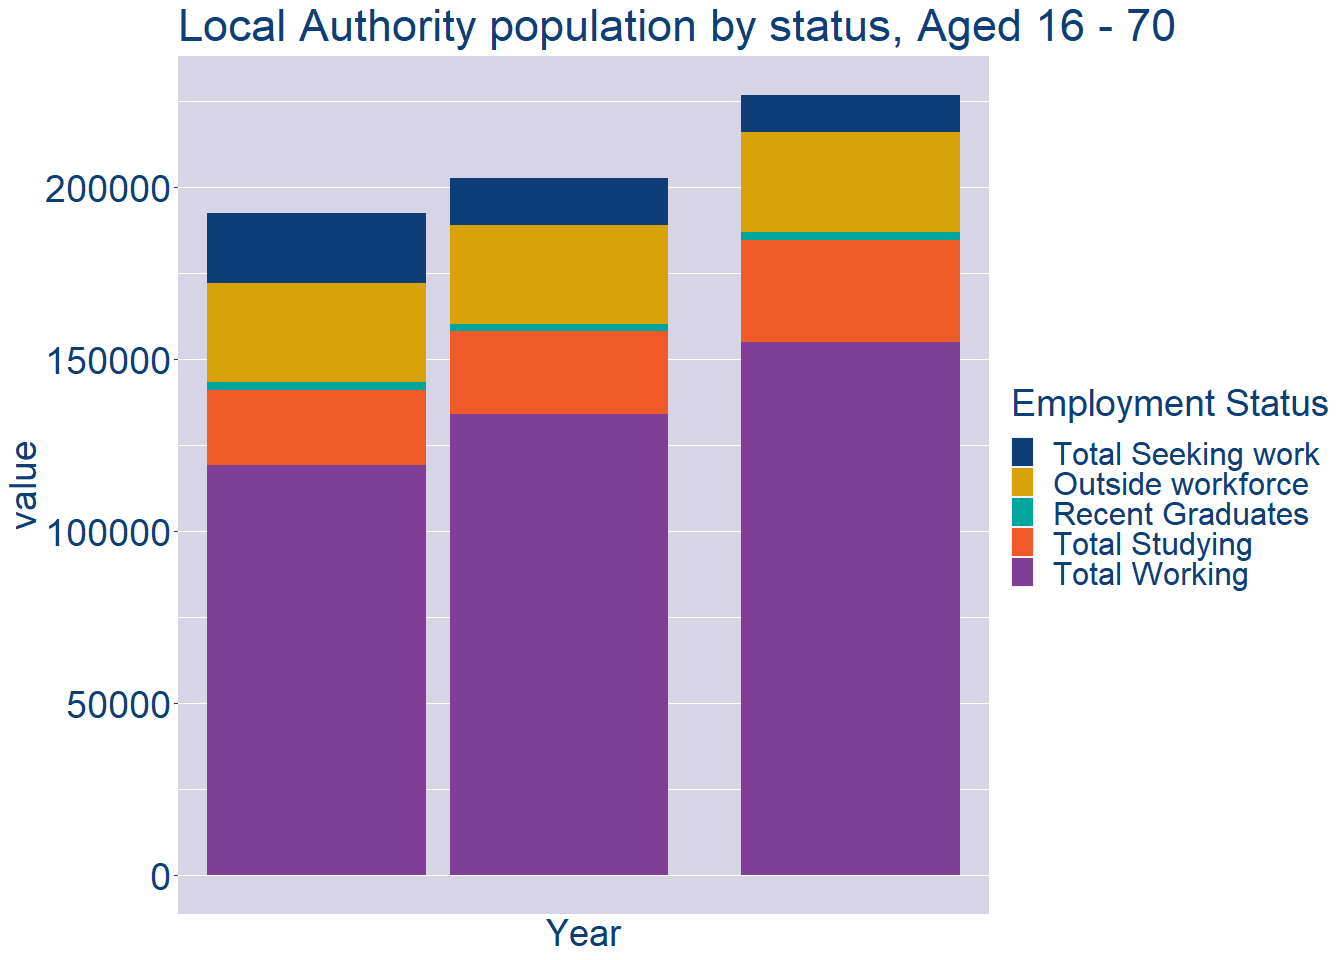 Local Authority population by status, Aged 16 - 70
200000
150000
100000
50000
0
value
Year
Employment Status
Total Seeking work
Outside workforce
Recent Graduates
Total Studying
Total Working